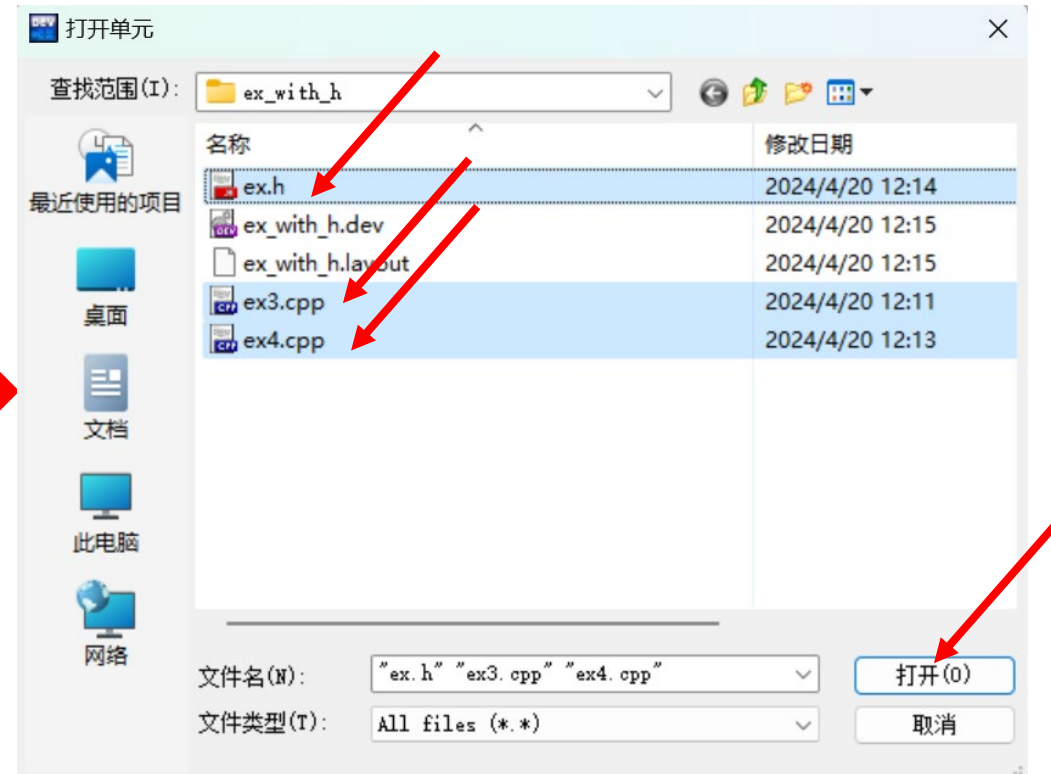 打开单元
查找范围(I):
ex_with_h
名称
修改日期
ex.h
2024/4/20 12:14
ex_with_h.dev
2024/4/20 12:15
ex_with_h.layout
2024/4/20 12:15
ex3.cpp
2024/4/20 12:11
ex4.cpp
2024/4/20 12:13
最近使用的项目
桌面
文档
此电脑
网络
文件名(N):
"ex.h" "ex3.cpp" "ex4.cpp"
打开(O)
文件类型(T):
All files (*.*)
取消